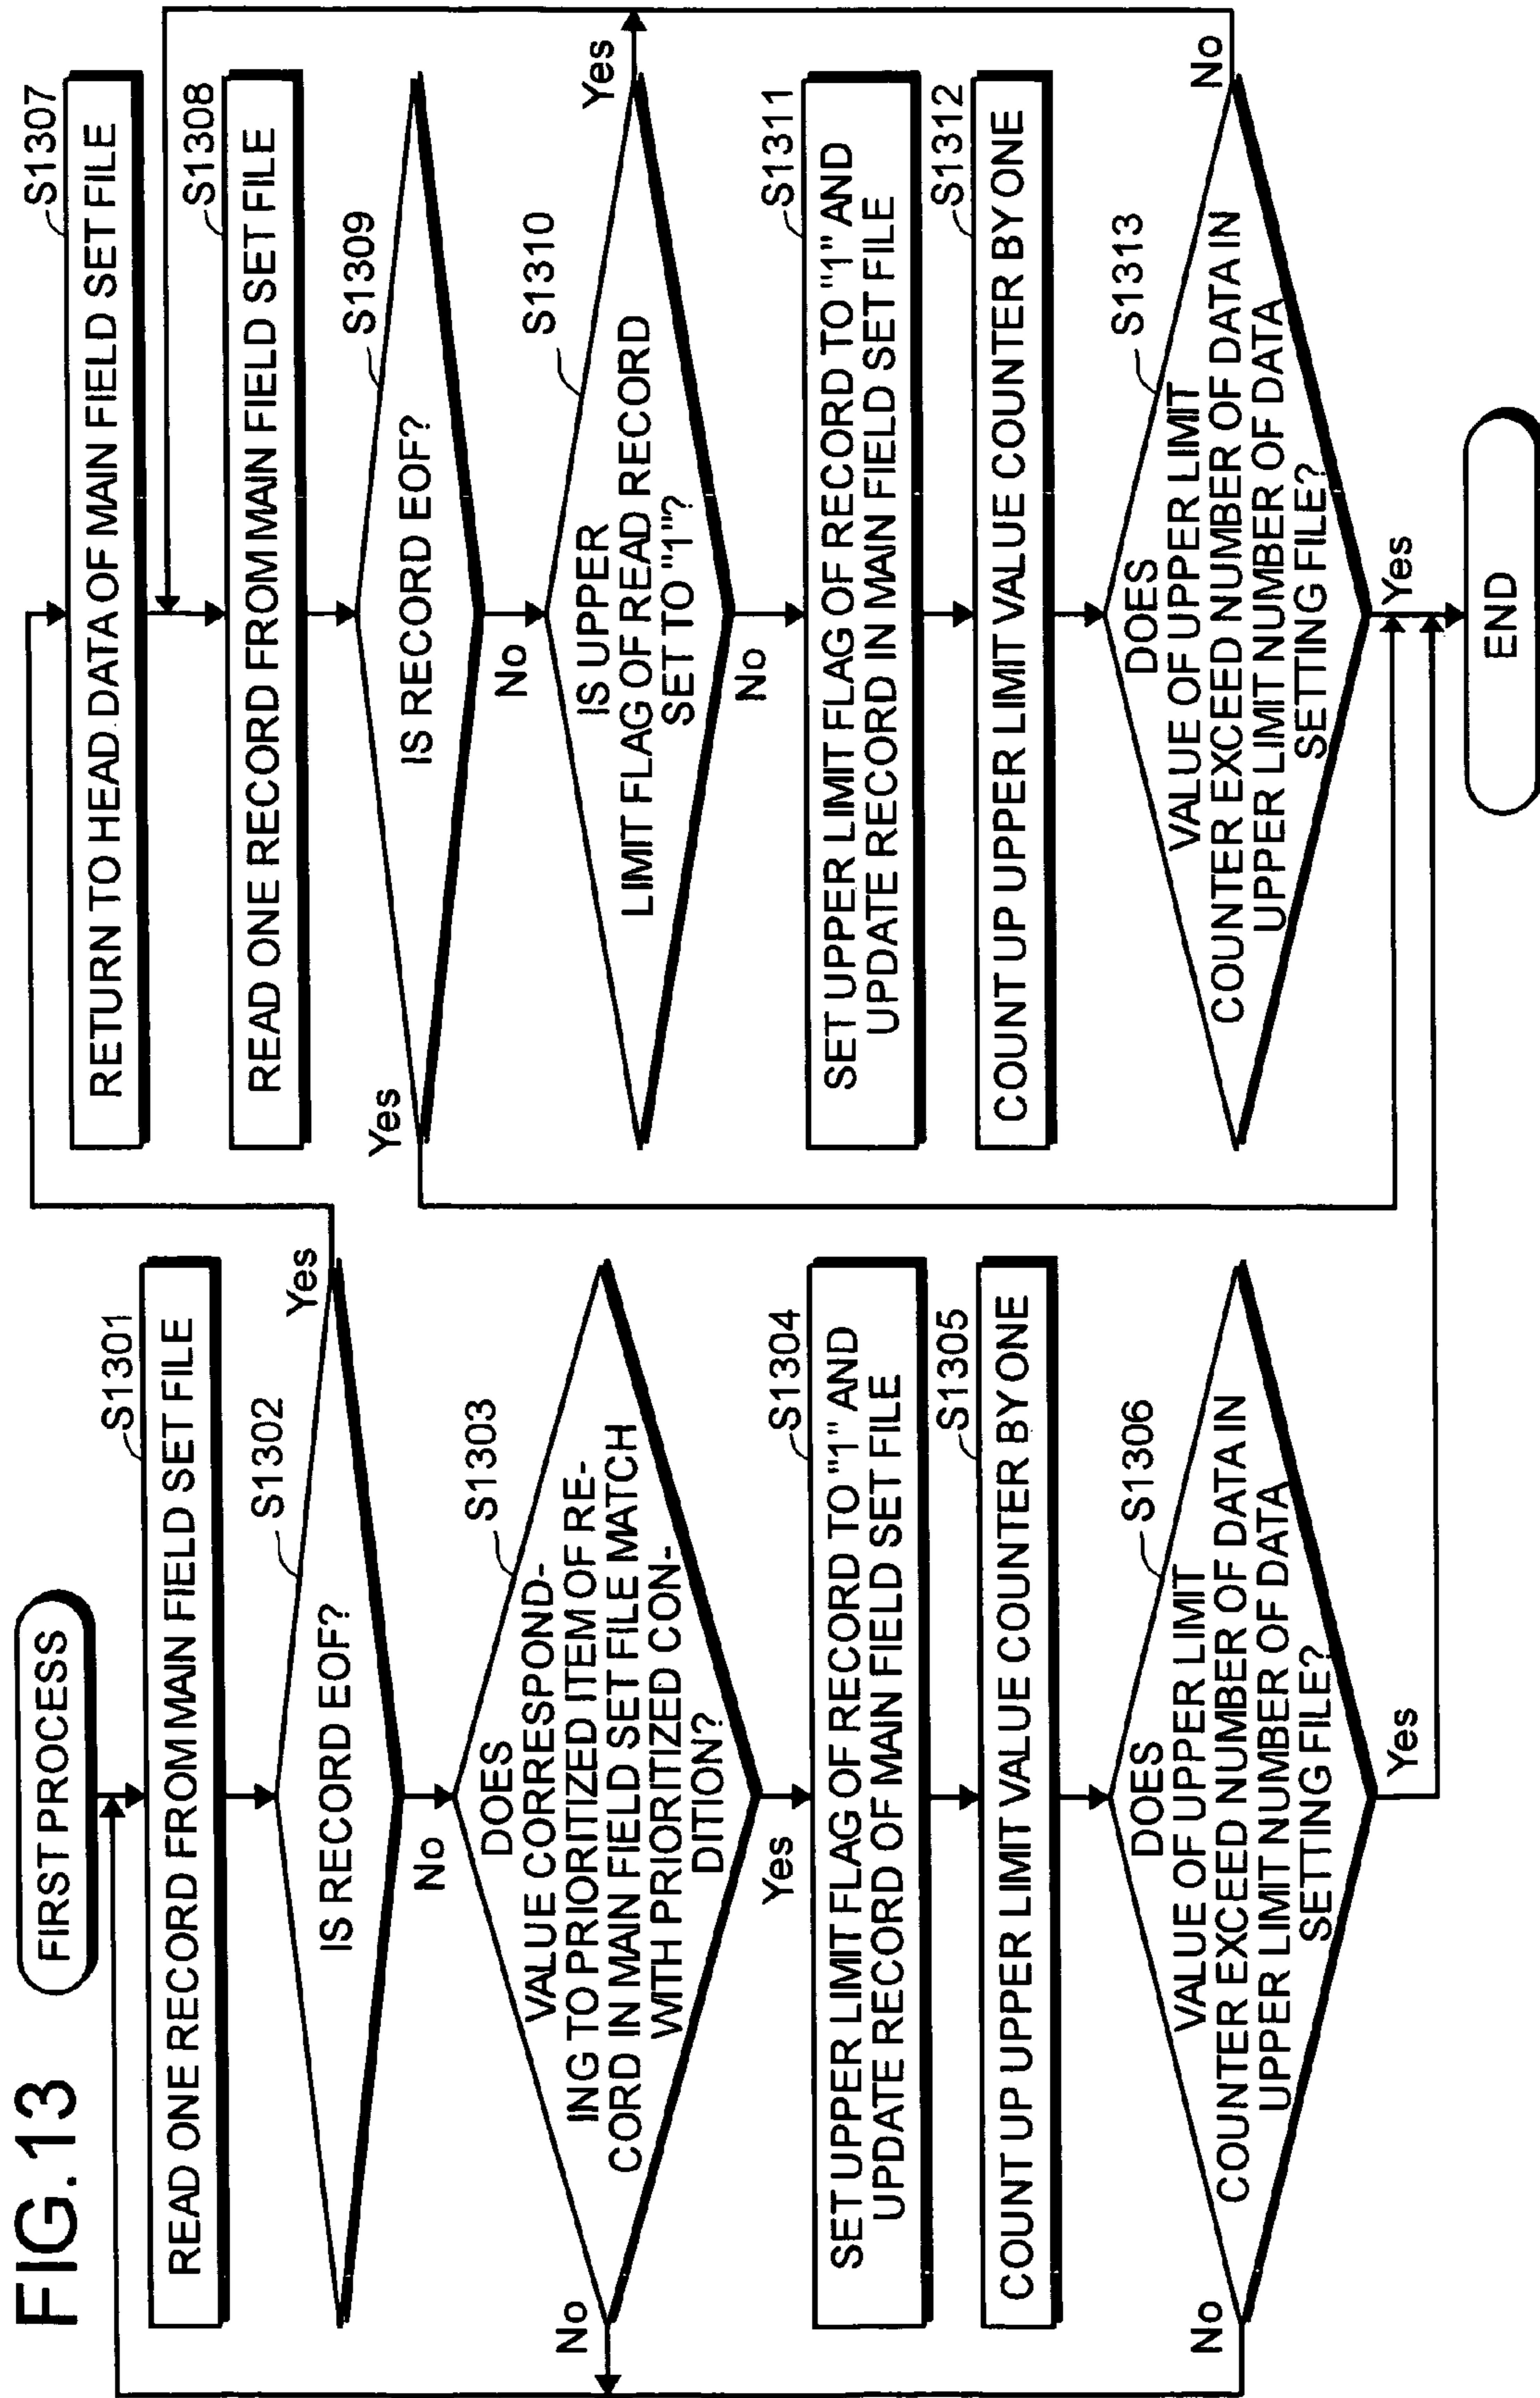 FIG.13
FIRST PROCESS
S1301
READ ONE RECORD FROM MAIN FIELD SET FILE
S1302
IS RECORD EOF?
Yes
No
S1303
DOES
VALUE CORRESPOND-
ING TO PRIORITIZED ITEM OF RE-
CORD IN MAIN FIELD SET FILE MATCH
WITH PRIORITIZED CON-
DITION?
No
Yes
S1304
SET UPPER LIMIT FLAG OF RECORD TO "1" AND
UPDATE RECORD OF MAIN FIELD SET FILE
S1305
COUNT UP UPPER LIMIT VALUE COUNTER BY ONE
S1306
DOES
VALUE OF UPPER LIMIT
COUNTER EXCEED NUMBER OF DATA IN
UPPER LIMIT NUMBER OF DATA
SETTING FILE?
No
Yes
S1307
RETURN TO HEAD DATA OF MAIN FIELD SET FILE
S1308
READ ONE RECORD FROM MAIN FIELD SET FILE
S1309
IS RECORD EOF?
Yes
No
S1310
IS UPPER
LIMIT FLAG OF READ RECORD
SET TO "1"?
Yes
No
S1311
SET UPPER LIMIT FLAG OF RECORD TO "1" AND
UPDATE RECORD IN MAIN FIELD SET FILE
S1312
COUNT UP UPPER LIMIT VALUE COUNTER BY ONE
S1313
DOES
VALUE OF UPPER LIMIT
COUNTER EXCEED NUMBER OF DATA IN
UPPER LIMIT NUMBER OF DATA
SETTING FILE?
No
Yes
END